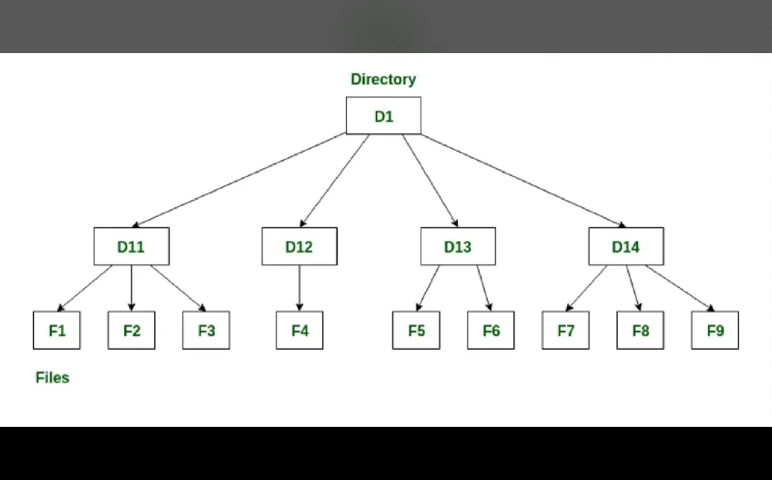 Directory
D1
D11 D12 D13 D14
F1 F2 F3 F4 F5 F6 F7 F8 F9
Files